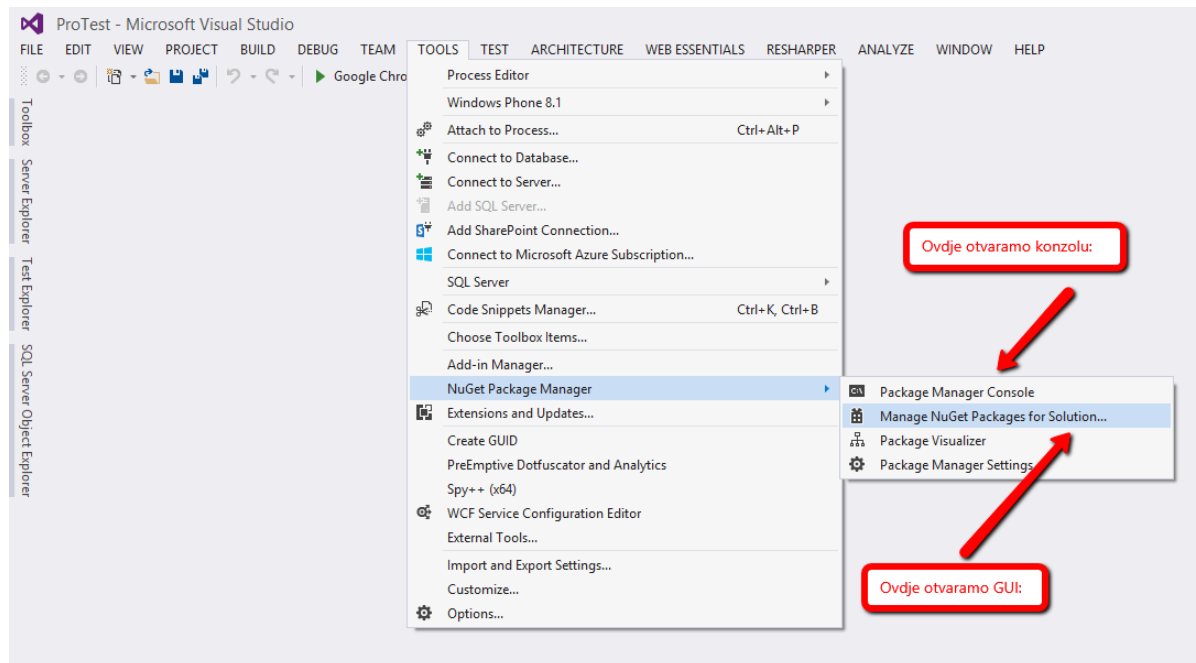 ProTest - Microsoft Visual Studio
FILE EDIT VIEW PROJECT BUILD DEBUG TEAM TOOLS TEST ARCHITECTURE WEB ESSENTIALS RESHARPER ANALYZE WINDOW HELP
Google Chro
Toolbox
Server Explorer
Test Explorer
SQL Server Object Explorer
Process Editor
Windows Phone 8.1
Attach to Process... Ctrl+Alt+P
Connect to Database...
Connect to Server...
Add SQL Server...
Add SharePoint Connection...
Connect to Microsoft Azure Subscription...
SQL Server
Code Snippets Manager... Ctrl+K, Ctrl+B
Choose Toolbox Items...
Add-in Manager...
NuGet Package Manager
Extensions and Updates...
Create GUID
PreEmptive Dotfuscator and Analytics
Spy++ (x64)
WCF Service Configuration Editor
External Tools...
Import and Export Settings...
Customize...
Options...
Ovdje otvaramo konzolu:
C:\
Package Manager Console
Manage NuGet Packages for Solution...
Package Visualizer
Package Manager Settings
Ovdje otvaramo GUI: